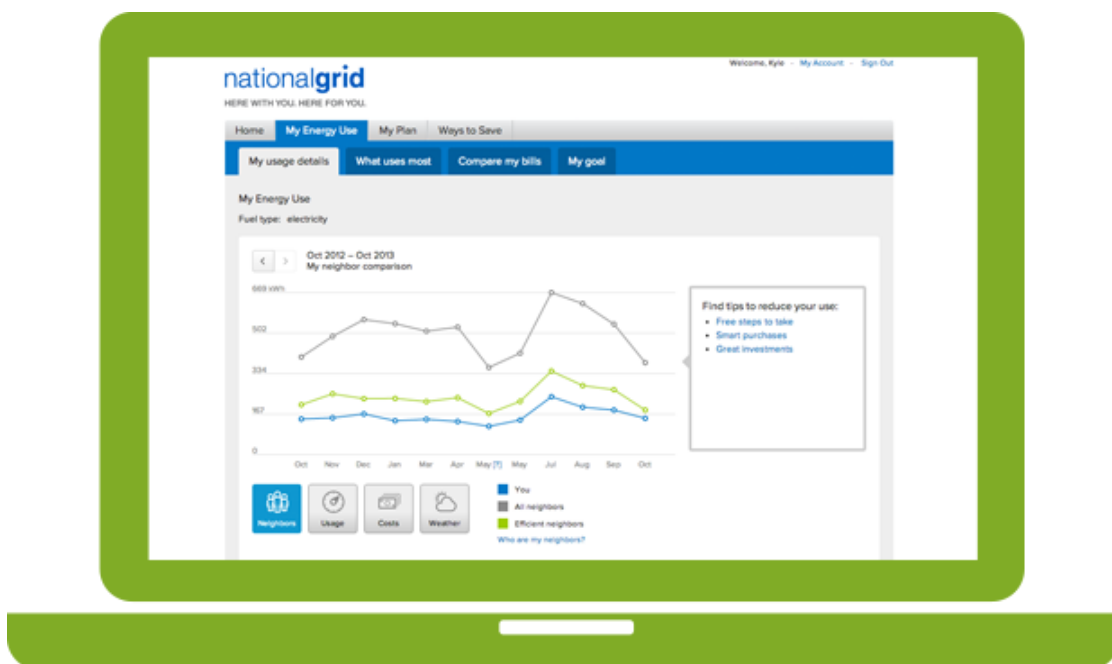 Welcome, Kyle - My Account - Sign Out
nationalgrid
HERE WITH YOU. HERE FOR YOU.
Home My Energy Use My Plan Ways to Save
My usage details What uses most Compare my bills My goal
My Energy Use
Fuel type: electricity
Oct 2012 – Oct 2013
My neighbor comparison
669 kWh
502
334
167
0
Oct Nov Dec Jan Mar Apr May [?] May Jul Aug Sep Oct
Find tips to reduce your use:
• Free steps to take
• Smart purchases
• Great investments
Neighbors Usage Costs Weather
You
All neighbors
Efficient neighbors
Who are my neighbors?